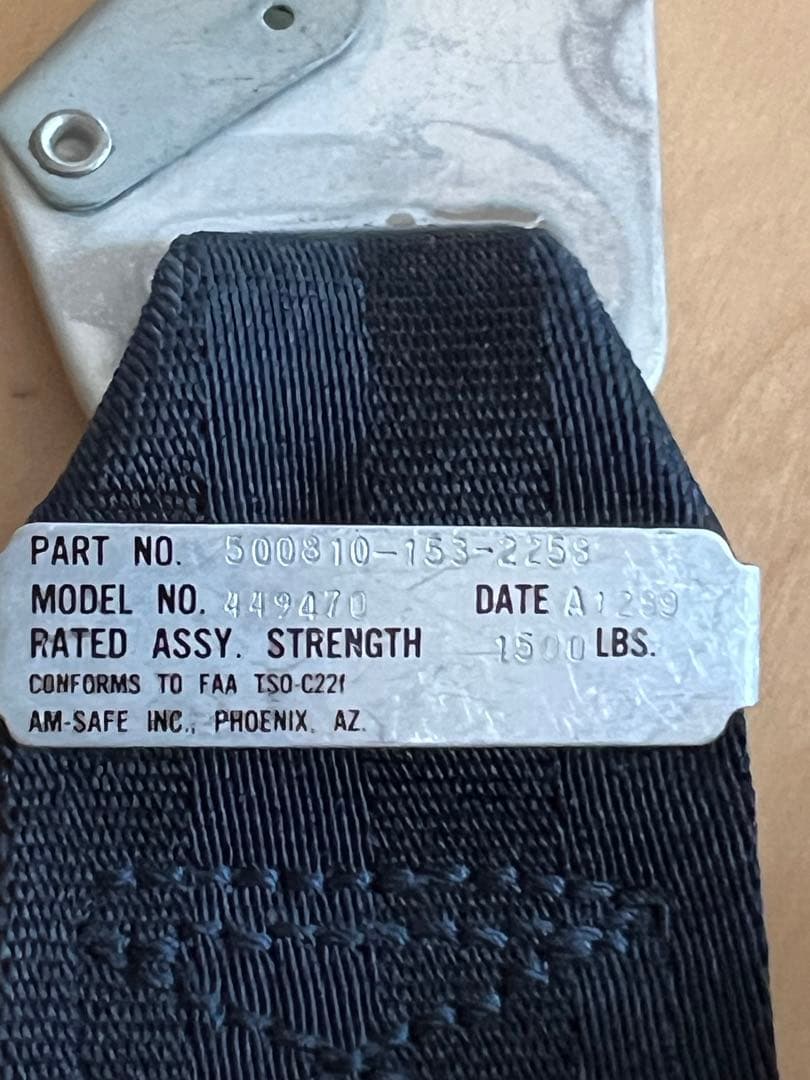 PART NO. 500810-153-2258
MODEL NO. 449470 DATE A1289
RATED ASSY. STRENGTH 1500 LBS.
CONFORMS TO FAA TSO-C22f
AM-SAFE INC., PHOENIX, AZ.